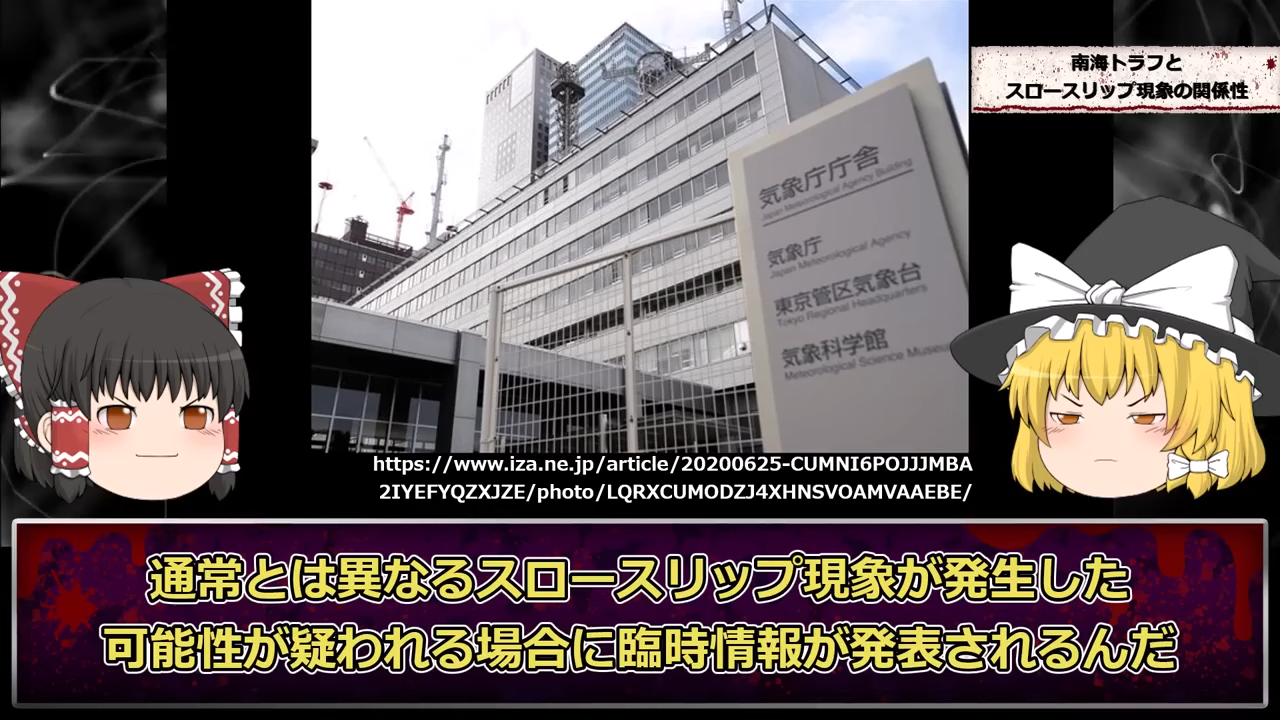 南海トラフと
スロースリップ現象の関係性
気象庁庁舎
Japan Meteorological Agency Building
気象庁
Japan Meteorological Agency
東京管区気象台
Tokyo Regional Headquarters
気象科学館
Meteorological Science Museum
https://www.iza.ne.jp/article/20200625-CUMNI6POJJJMBA
2IYEFYQZXJZE/photo/LQRXCUMODZJ4XHNSVOAMVAAEBE/
通常とは異なるスロースリップ現象が発生した
可能性が疑われる場合に臨時情報が発表されるんだ